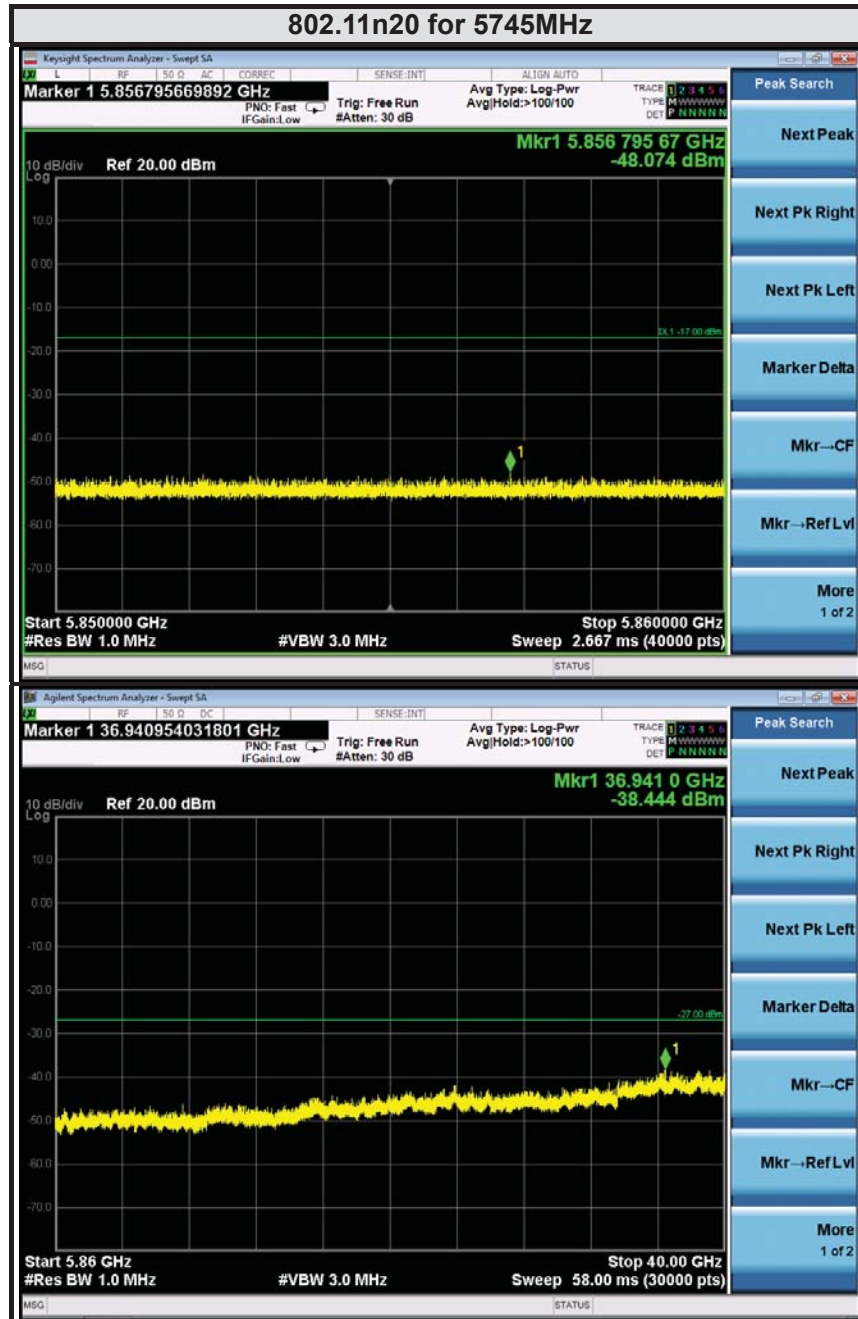 802.11n20 for 5745MHz
Keysight Spectrum Analyzer - Swept SA
LXI L RF 50 Ω AC CORREC SENSE:INT ALIGN AUTO
Marker 1 5.856795669892 GHz
PNO: Fast
IFGain:Low
Trig: Free Run
#Atten: 30 dB
Avg Type: Log-Pwr
Avg|Hold:>100/100
TRACE 1 2 3 4 5 6
TYPE M WWWWW
DET P N N N N N
Peak Search
Mkr1 5.856 795 67 GHz
-48.074 dBm
10 dB/div Ref 20.00 dBm
Log
10.0
0.00
-10.0
DL1 -17.00 dBm
-20.0
-30.0
-40.0
1
-50.0
-60.0
-70.0
Start 5.850000 GHz
Stop 5.860000 GHz
#Res BW 1.0 MHz
#VBW 3.0 MHz
Sweep 2.667 ms (40000 pts)
MSG
STATUS
Next Peak
Next Pk Right
Next Pk Left
Marker Delta
Mkr→CF
Mkr→Ref Lvl
More
1 of 2
Agilent Spectrum Analyzer - Swept SA
LXI RF 50 Ω DC SENSE:INT
Marker 1 36.940954031801 GHz
PNO: Fast
IFGain:Low
Trig: Free Run
#Atten: 30 dB
Avg Type: Log-Pwr
Avg|Hold:>100/100
TRACE 1 2 3 4 5 6
TYPE M WWWWW
DET P N N N N N
Peak Search
Mkr1 36.941 0 GHz
-38.444 dBm
10 dB/div Ref 20.00 dBm
Log
10.0
0.00
-10.0
-20.0
-27.00 dBm
-30.0
1
-40.0
-50.0
-60.0
-70.0
Start 5.86 GHz
Stop 40.00 GHz
#Res BW 1.0 MHz
#VBW 3.0 MHz
Sweep 58.00 ms (30000 pts)
MSG
STATUS
Next Peak
Next Pk Right
Next Pk Left
Marker Delta
Mkr→CF
Mkr→Ref Lvl
More
1 of 2